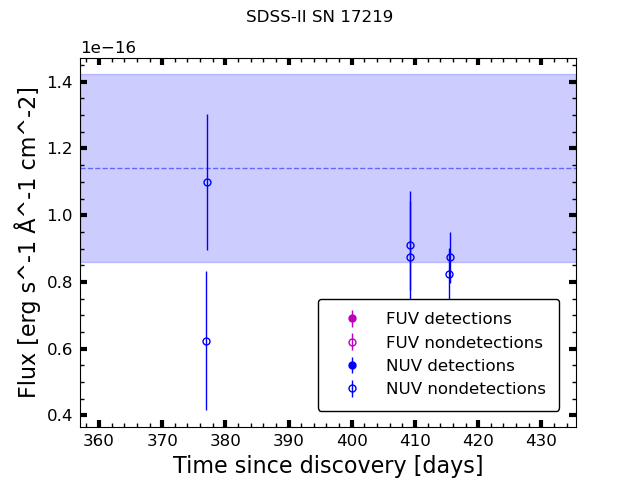 SDSS-II SN 17219
1e−16
1.4
1.2
1.0
0.8
0.6
0.4
Flux [erg s^-1 Å^-1 cm^-2]
FUV detections
FUV nondetections
NUV detections
NUV nondetections
360 370 380 390 400 410 420 430
Time since discovery [days]